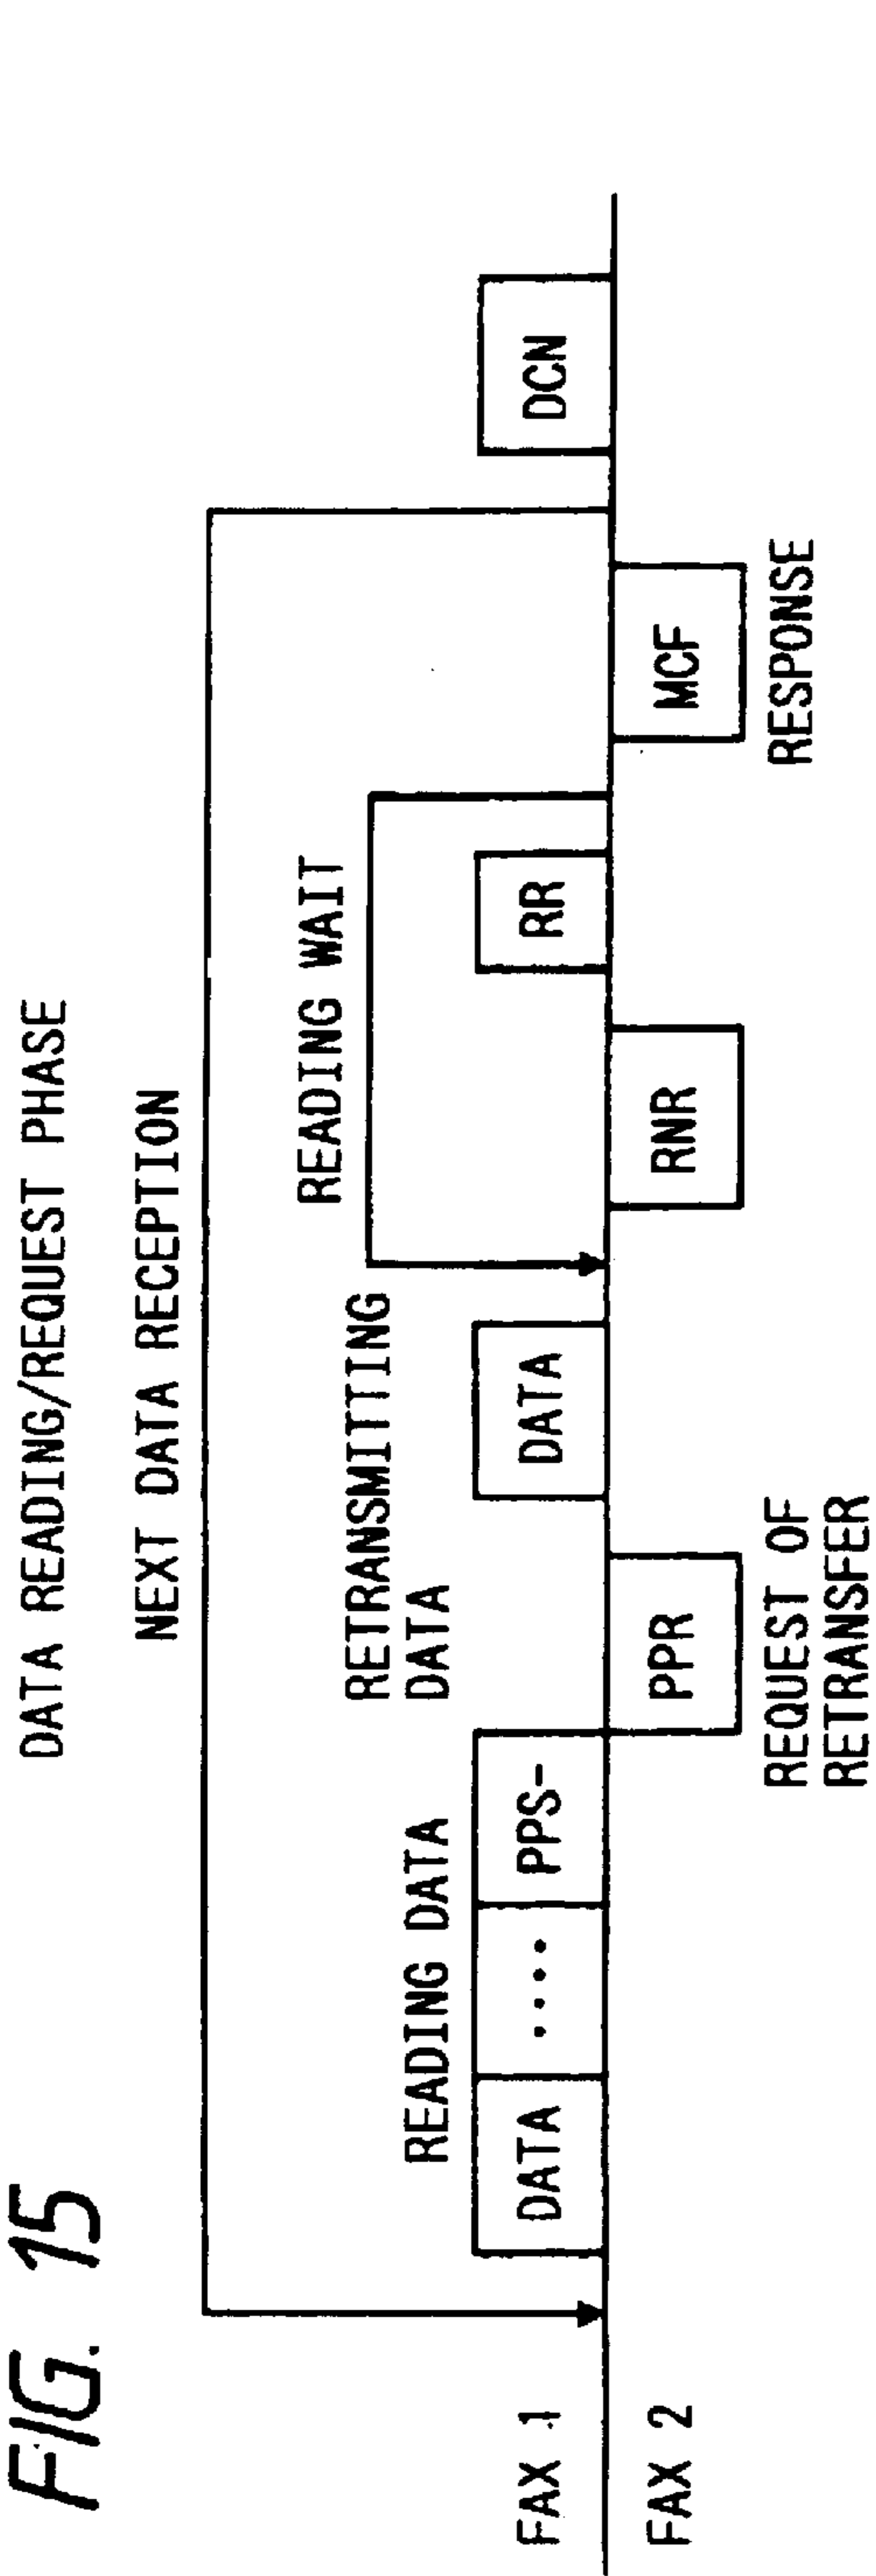 FIG. 15
DATA READING/REQUEST PHASE
NEXT DATA RECEPTION
READING WAIT
RETRANSMITTING
DATA
READING DATA
FAX 1
DATA
....
PPS-
DATA
RR
DCN
FAX 2
PPR
RNR
MCF
REQUEST OF
RETRANSFER
RESPONSE